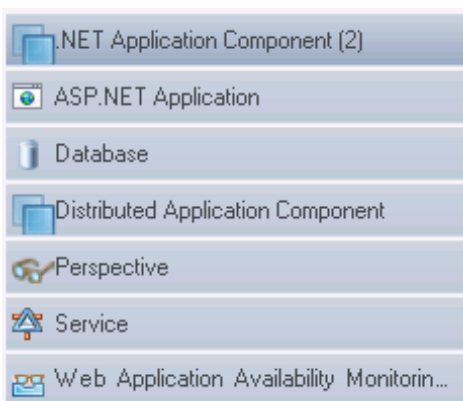 .NET Application Component (2)
ASP.NET Application
Database
Distributed Application Component
Perspective
Service
Web Application Availability Monitorin...